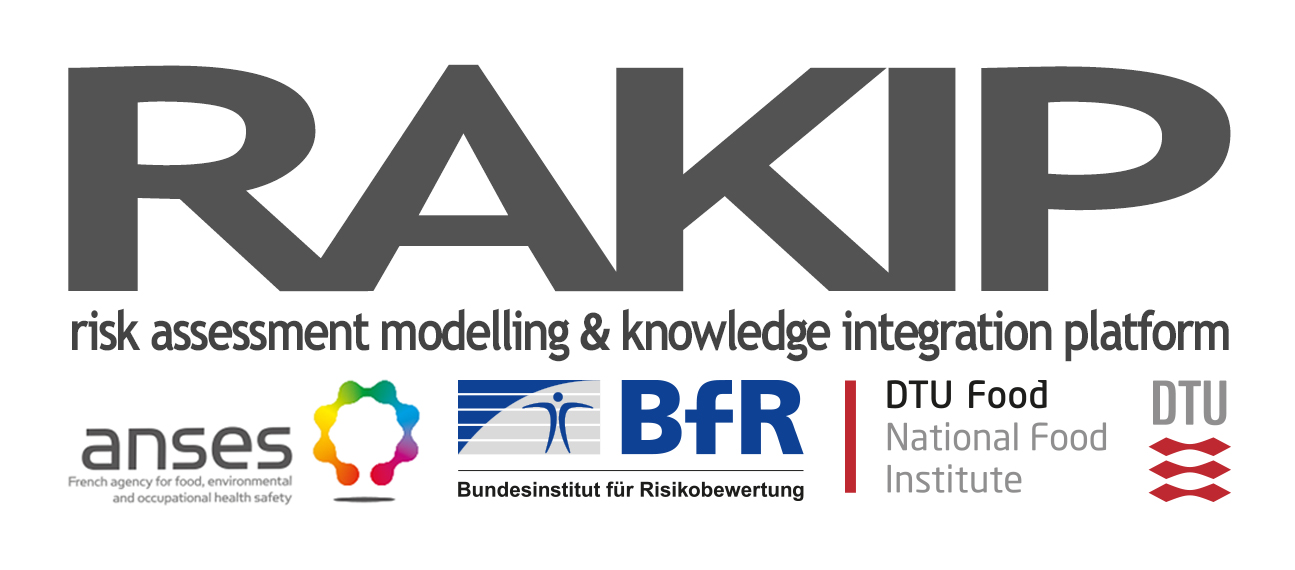 RAKIP
risk assessment modelling & knowledge integration platform
anses
French agency for food, environmental
and occupational health safety
BfR
Bundesinstitut für Risikobewertung
DTU Food
National Food
Institute
DTU